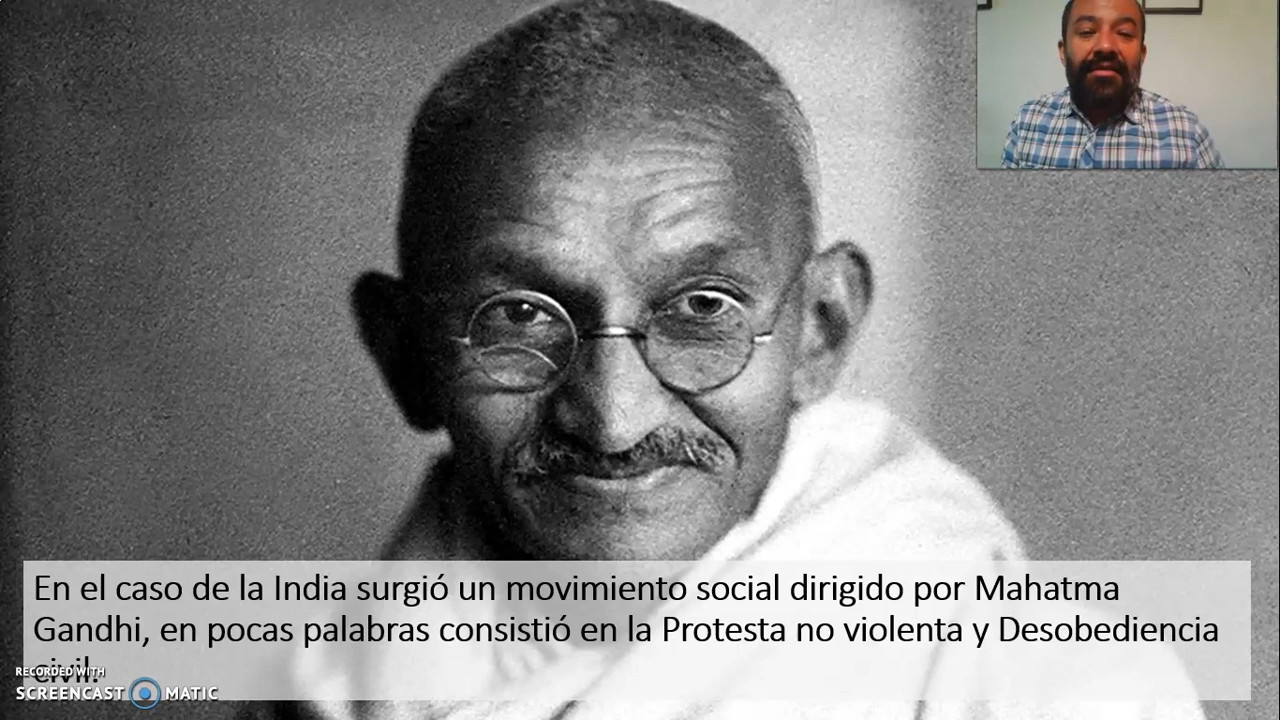 En el caso de la India surgió un movimiento social dirigido por Mahatma
Gandhi, en pocas palabras consistió en la Protesta no violenta y Desobediencia
civil.
RECORDED WITH
SCREENCAST MATIC